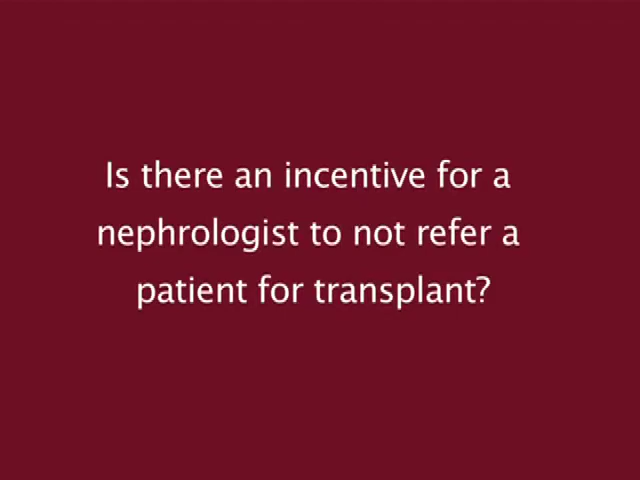 Is there an incentive for a
nephrologist to not refer a
patient for transplant?